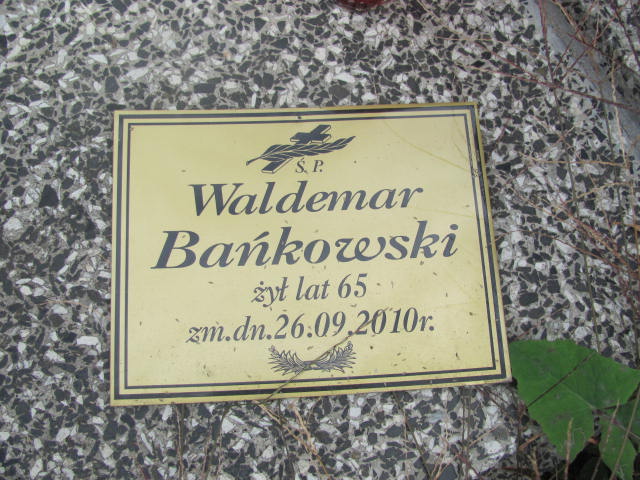 Ś.P.
Waldemar
Bańkowski
żył lat 65
zm.dn.26.09.2010r.